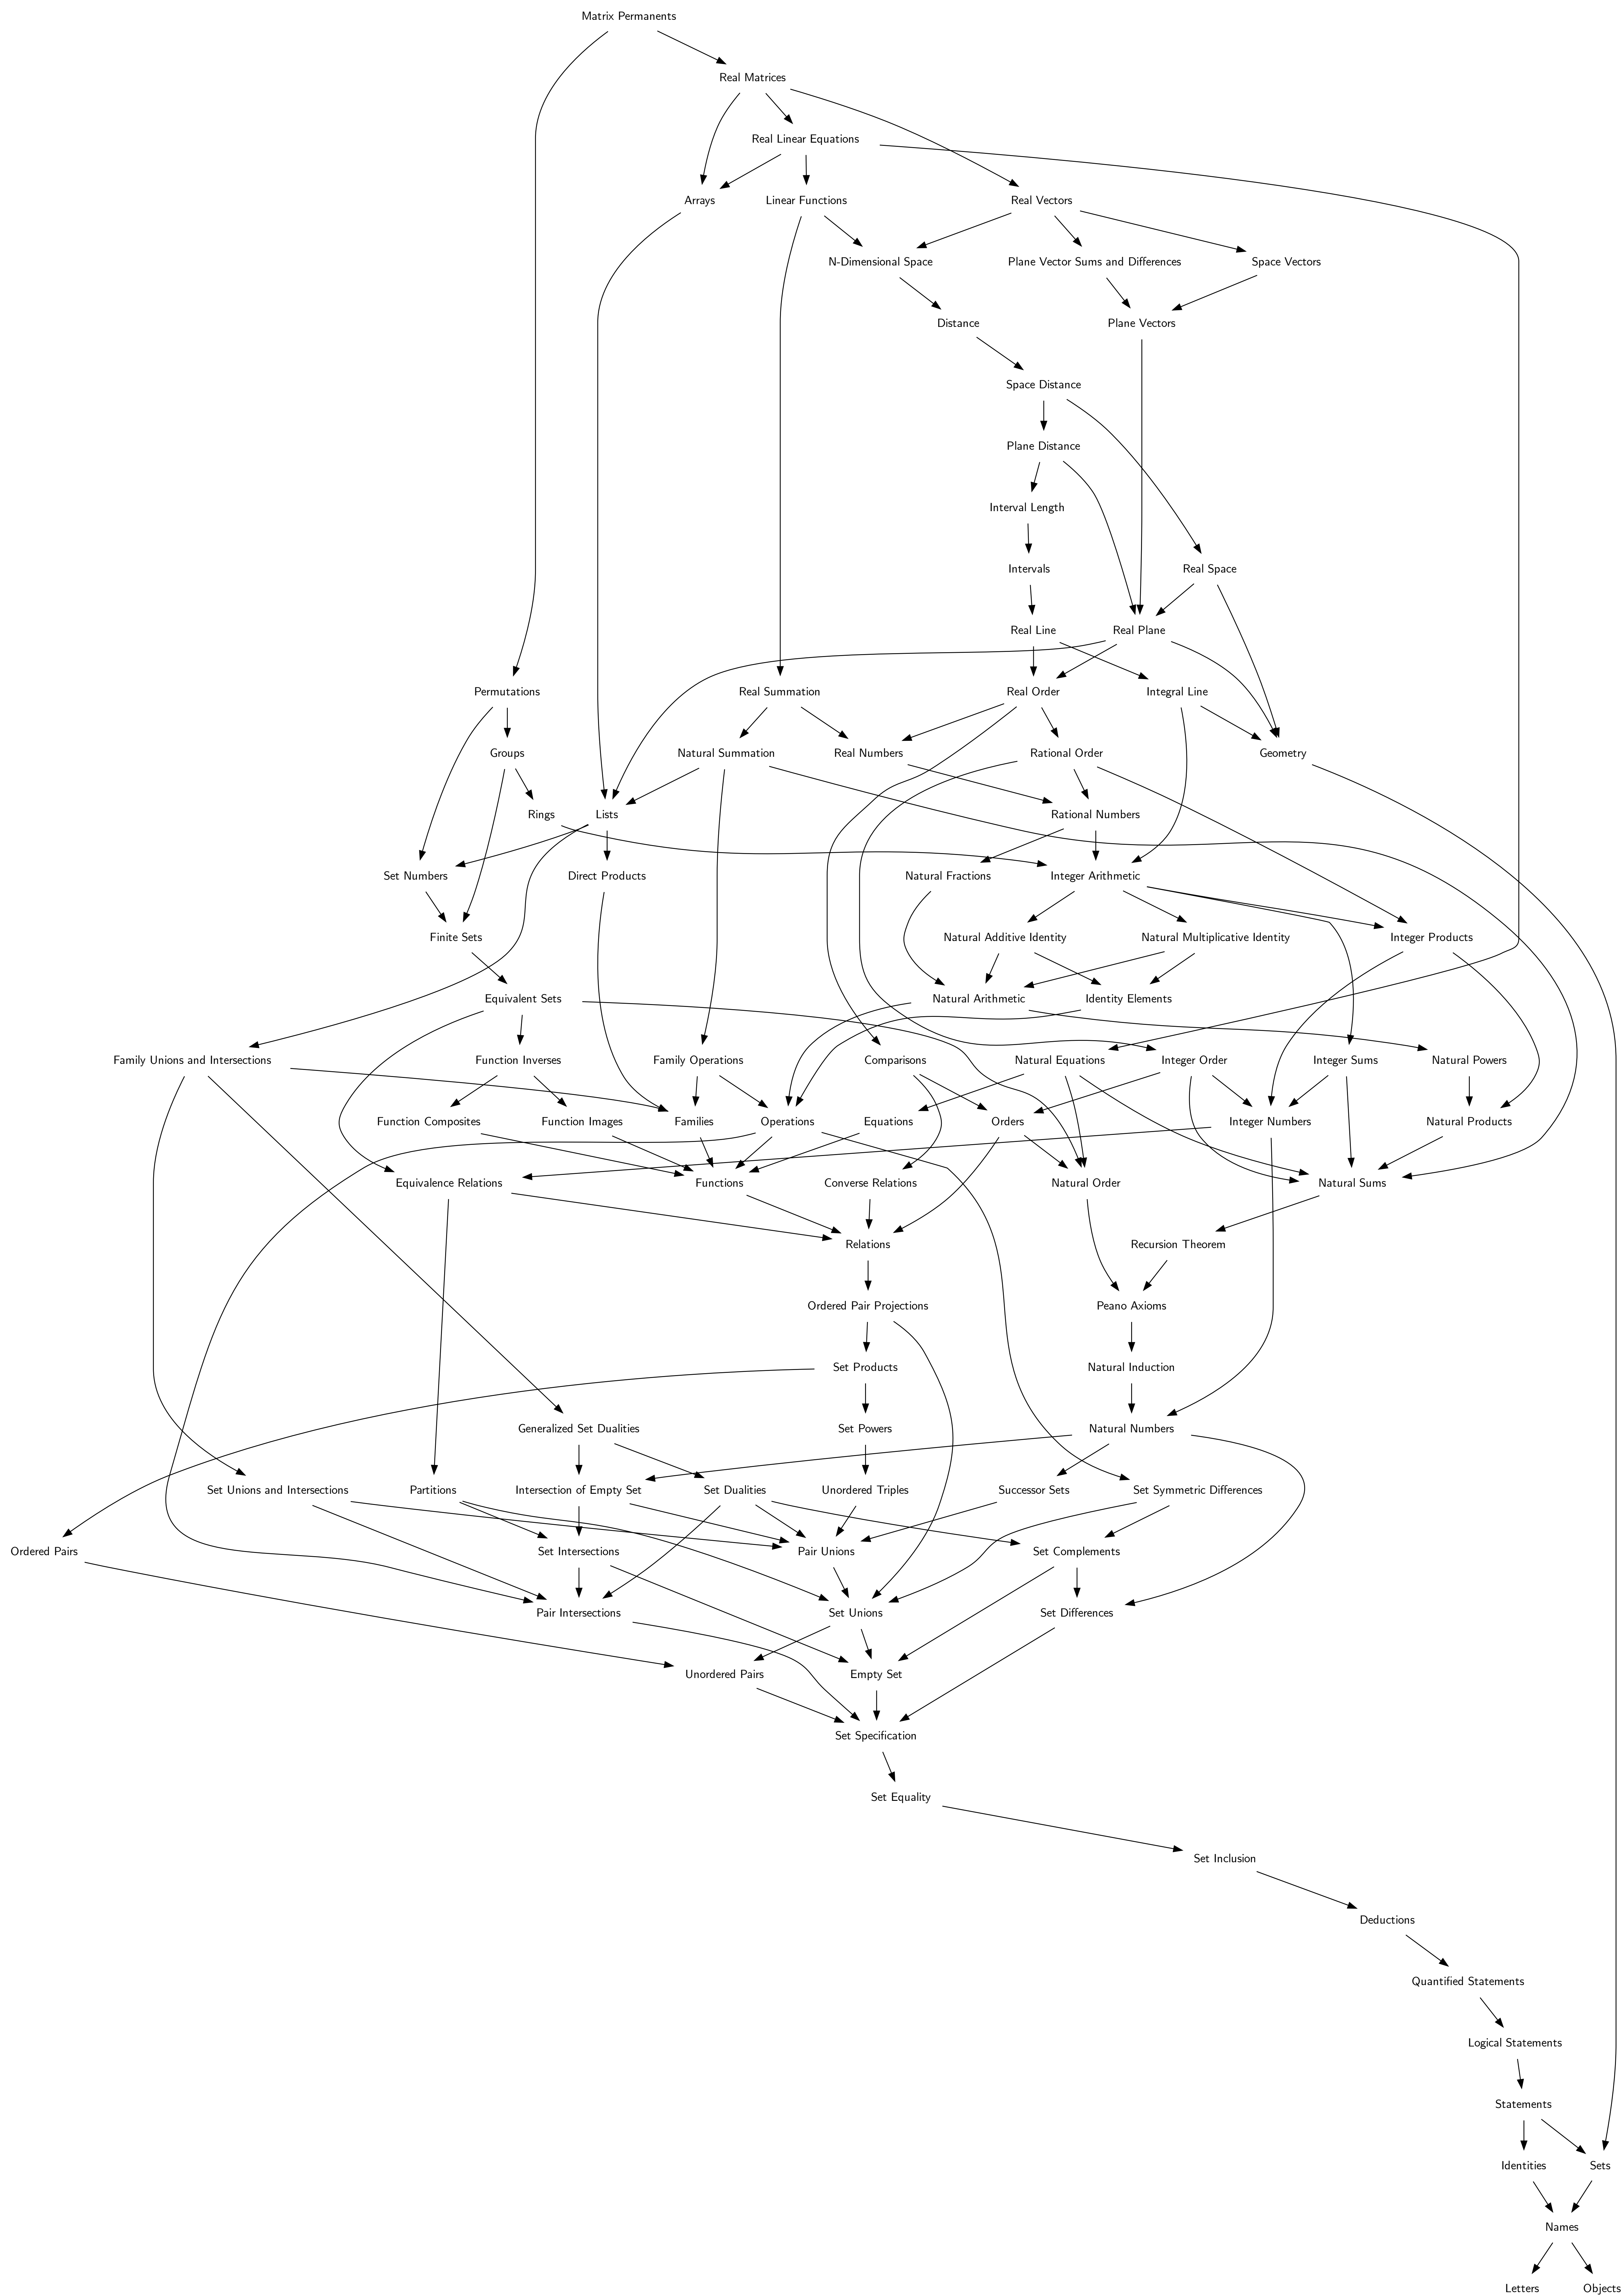 Matrix Permanents
Real Matrices
Real Linear Equations
Arrays
Linear Functions
Real Vectors
N-Dimensional Space
Plane Vector Sums and Differences
Space Vectors
Distance
Plane Vectors
Space Distance
Plane Distance
Interval Length
Intervals
Real Space
Real Line
Real Plane
Permutations
Real Summation
Real Order
Integral Line
Groups
Natural Summation
Real Numbers
Rational Order
Geometry
Rings
Lists
Rational Numbers
Set Numbers
Direct Products
Natural Fractions
Integer Arithmetic
Finite Sets
Natural Additive Identity
Natural Multiplicative Identity
Integer Products
Equivalent Sets
Natural Arithmetic
Identity Elements
Family Unions and Intersections
Function Inverses
Family Operations
Comparisons
Natural Equations
Integer Order
Integer Sums
Natural Powers
Function Composites
Function Images
Families
Operations
Equations
Orders
Integer Numbers
Natural Products
Equivalence Relations
Functions
Converse Relations
Natural Order
Natural Sums
Relations
Recursion Theorem
Ordered Pair Projections
Peano Axioms
Set Products
Natural Induction
Generalized Set Dualities
Set Powers
Natural Numbers
Set Unions and Intersections
Partitions
Intersection of Empty Set
Set Dualities
Unordered Triples
Successor Sets
Set Symmetric Differences
Ordered Pairs
Set Intersections
Pair Unions
Set Complements
Pair Intersections
Set Unions
Set Differences
Unordered Pairs
Empty Set
Set Specification
Set Equality
Set Inclusion
Deductions
Quantified Statements
Logical Statements
Statements
Identities
Sets
Names
Letters
Objects